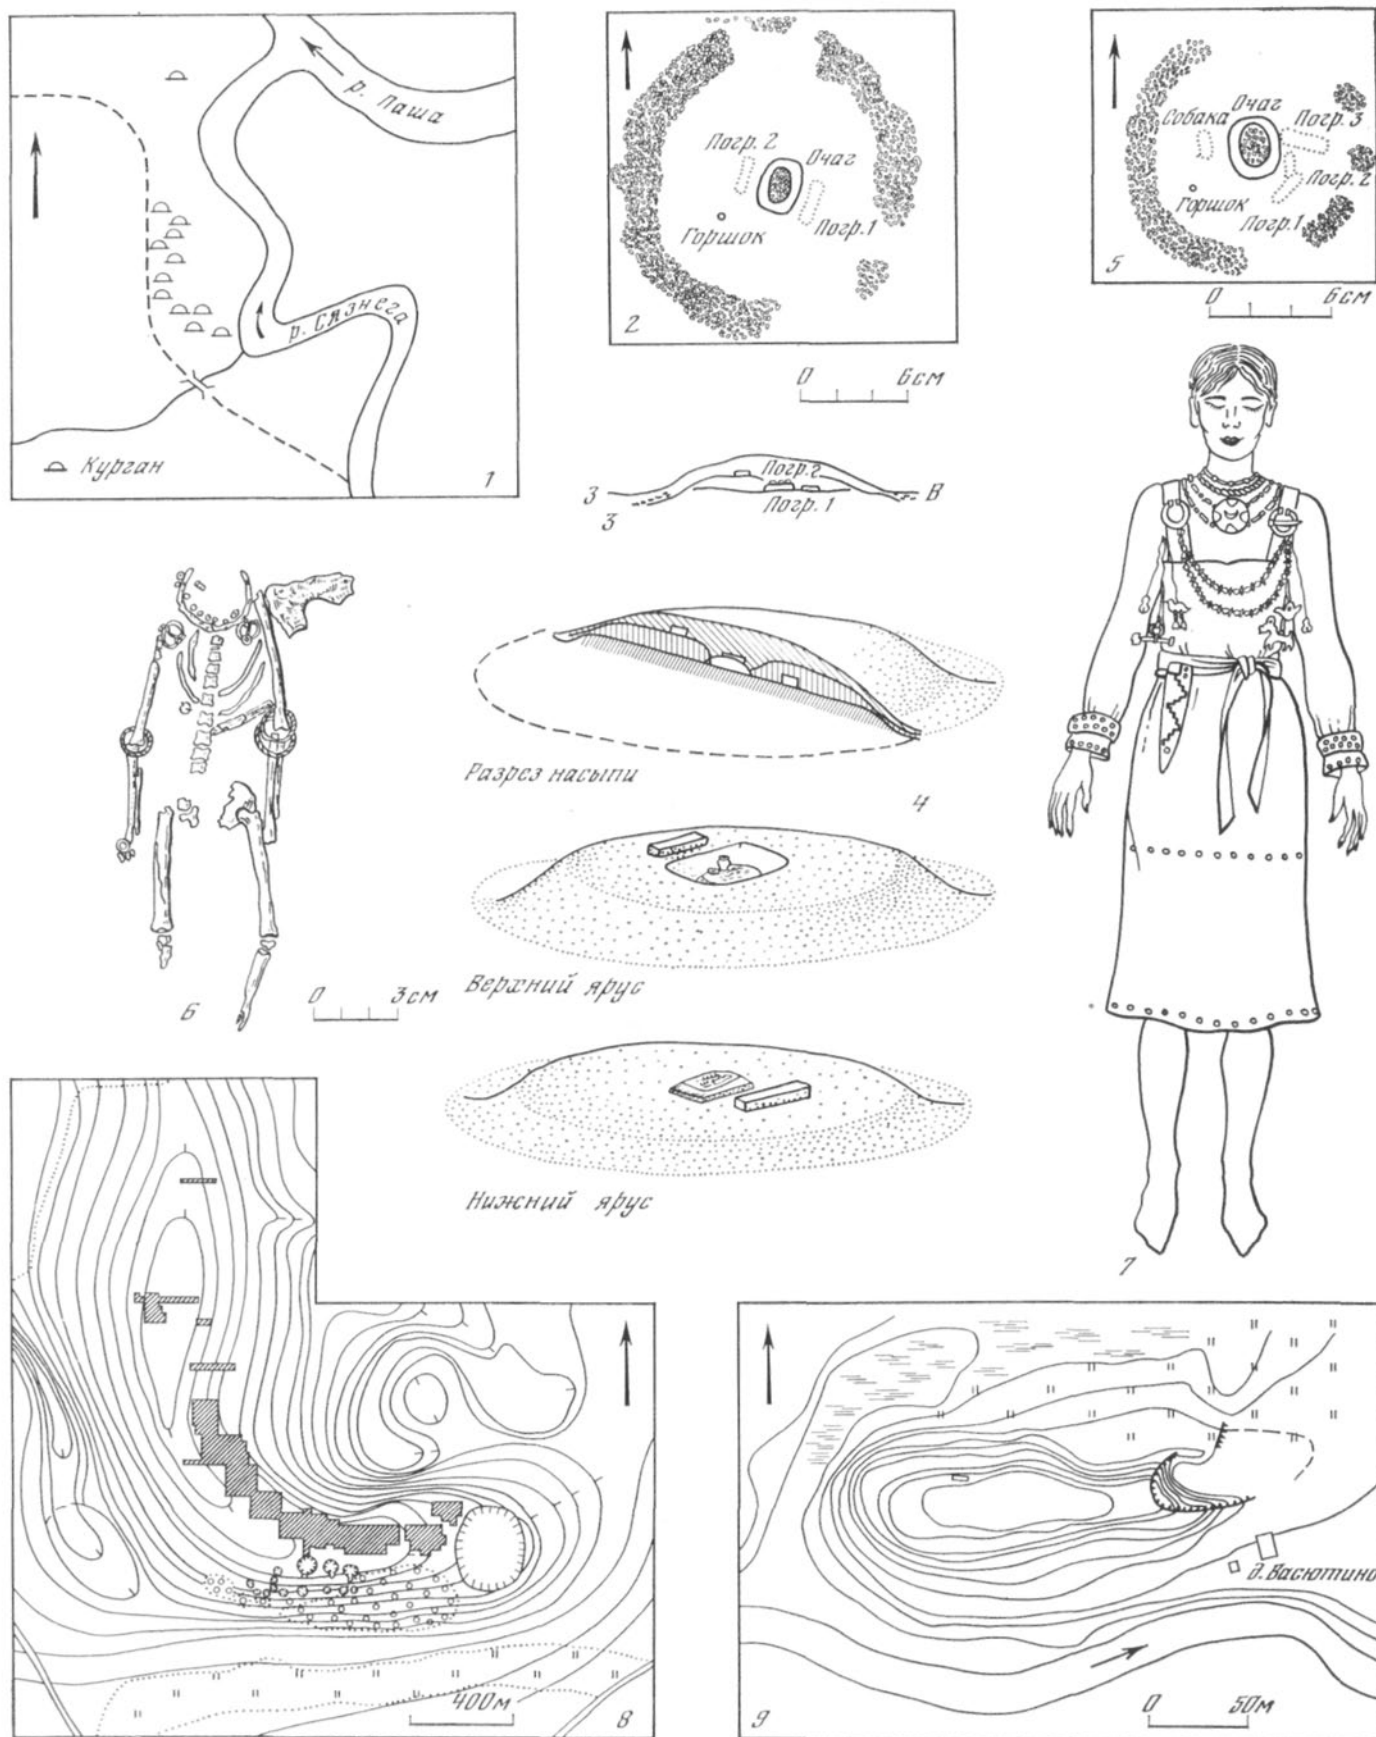 р. Паша
р. Сязнега
Курган
1
Погр. 2
Очаг
Горшок
Погр. 1
2
0 6см
Собака
Очаг
Погр. 3
Погр. 2
Горшок
Погр. 1
5
0 6см
Погр. 2
З В
Погр. 1
3
Разрез насыпи
4
Верхний ярус
Нижний ярус
6
0 3см
7
400м
8
д. Васютино
0 50м
9